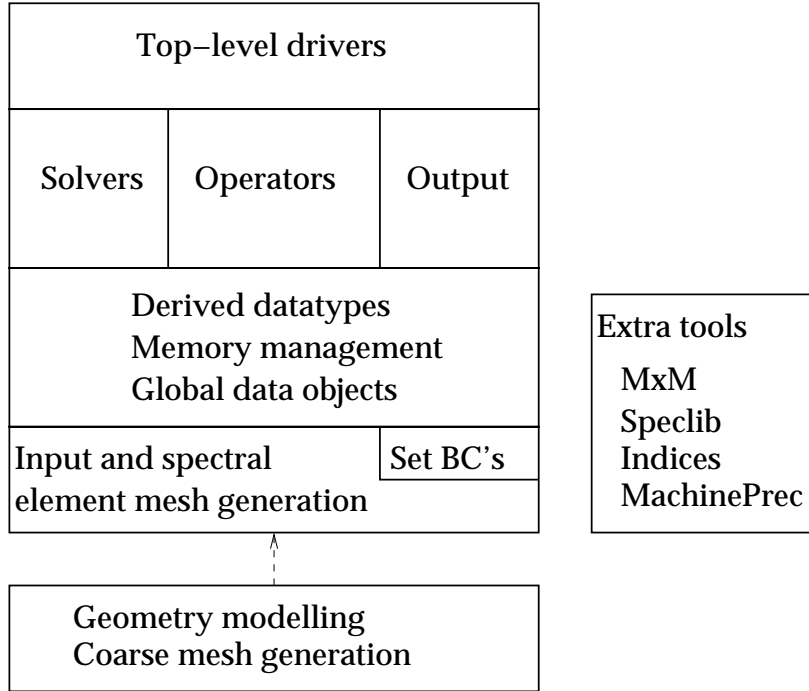 Top−level drivers
Solvers
Operators
Output
Derived datatypes
Memory management
Global data objects
Input and spectral
element mesh generation
Set BC's
Extra tools
MxM
Speclib
Indices
MachinePrec
Geometry modelling
Coarse mesh generation